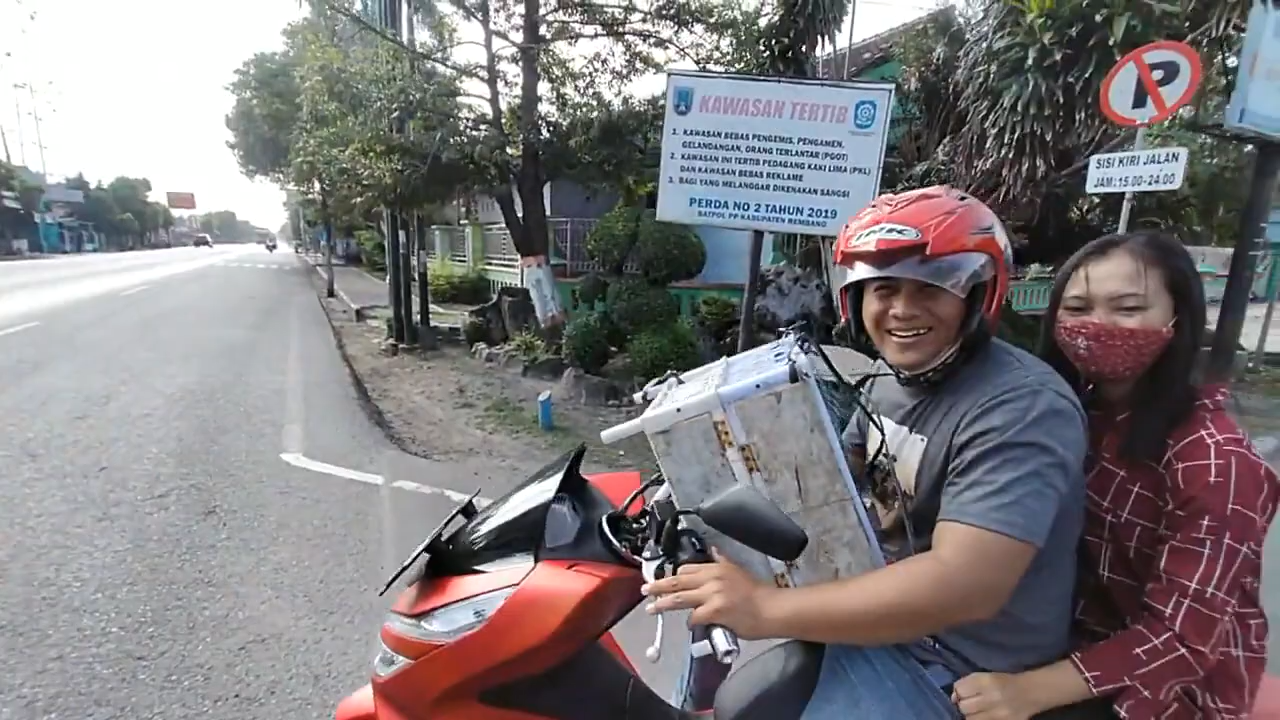 KAWASAN TERTIB
1. KAWASAN BEBAS PENGEMIS, PENGAMEN,
GELANDANGAN, ORANG TERLANTAR (PGOT)
2. KAWASAN INI TERTIB PEDAGANG KAKI LIMA (PKL)
DAN KAWASAN BEBAS REKLAME
3. BAGI YANG MELANGGAR DIKENAKAN SANGSI
PERDA NO 2 TAHUN 2019
SATPOL PP KABUPATEN REMBANG
P
SISI KIRI JALAN
JAM:15.00-24.00
INK